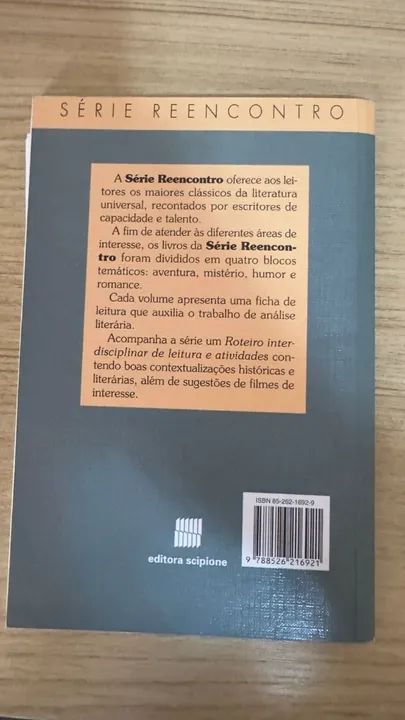 SÉRIE REENCONTRO
A Série Reencontro oferece aos lei-
tores os maiores clássicos da literatura
universal, recontados por escritores de
capacidade e talento.
A fim de atender às diferentes áreas de
interesse, os livros da Série Reencon-
tro foram divididos em quatro blocos
temáticos: aventura, mistério, humor e
romance.
Cada volume apresenta uma ficha de
leitura que auxilia o trabalho de análise
literária.
Acompanha a série um Roteiro inter-
disciplinar de leitura e atividades con-
tendo boas contextualizações históricas e
literárias, além de sugestões de filmes de
interesse.
ISBN 85-262-1692-9
9 788526 216921
editora scipione